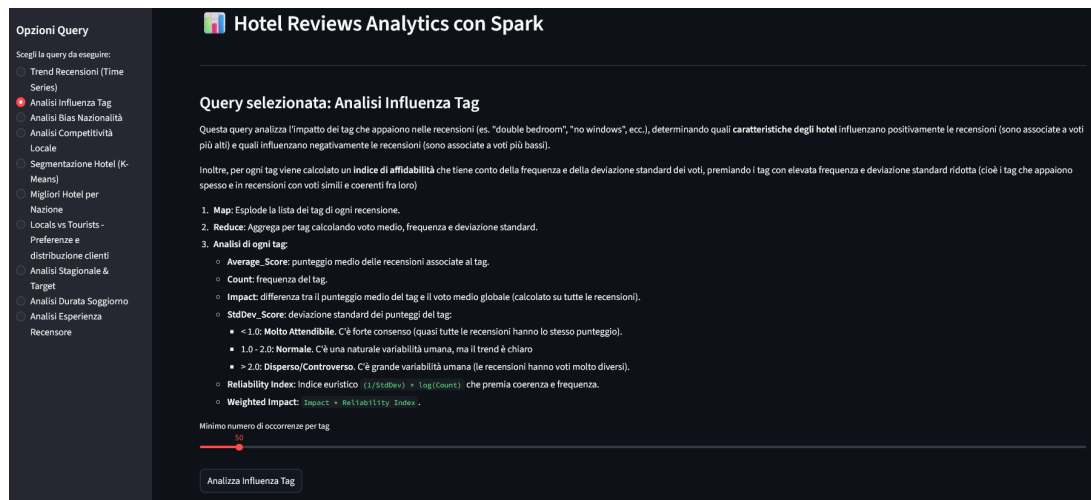 Opzioni Query
Scegli la query da eseguire:
Trend Recensioni (Time
Series)
Analisi Influenza Tag
Analisi Bias Nazionalità
Analisi Competitività
Locale
Segmentazione Hotel (K-
Means)
Migliori Hotel per
Nazione
Locals vs Tourists -
Preferenze e
distribuzione clienti
Analisi Stagionale &
Target
Analisi Durata Soggiorno
Analisi Esperienza
Recensore
Hotel Reviews Analytics con Spark
Query selezionata: Analisi Influenza Tag
Questa query analizza l'impatto dei tag che appaiono nelle recensioni (es. "double bedroom", "no windows", ecc.), determinando quali caratteristiche degli hotel influenzano positivamente le recensioni (sono associate a voti
più alti) e quali influenzano negativamente le recensioni (sono associate a voti più bassi).
Inoltre, per ogni tag viene calcolato un indice di affidabilità che tiene conto della frequenza e della deviazione standard dei voti, premiando i tag con elevata frequenza e deviazione standard ridotta (cioè i tag che appaiono
spesso e in recensioni con voti simili e coerenti fra loro)
1. Map: Esplode la lista dei tag di ogni recensione.
2. Reduce: Aggrega per tag calcolando voto medio, frequenza e deviazione standard.
3. Analisi di ogni tag:
Average_Score: punteggio medio delle recensioni associate al tag.
Count: frequenza del tag.
Impact: differenza tra il punteggio medio del tag e il voto medio globale (calcolato su tutte le recensioni).
StdDev_Score: deviazione standard dei punteggi del tag:
< 1.0: Molto Attendibile. C'è forte consenso (quasi tutte le recensioni hanno lo stesso punteggio).
1.0 - 2.0: Normale. C'è una naturale variabilità umana, ma il trend è chiaro
> 2.0: Disperso/Controverso. C'è grande variabilità umana (le recensioni hanno voti molto diversi).
Reliability Index: Indice euristico (1/StdDev) * log(Count) che premia coerenza e frequenza.
Weighted Impact: Impact * Reliability Index.
Minimo numero di occorrenze per tag
50
Analizza Influenza Tag